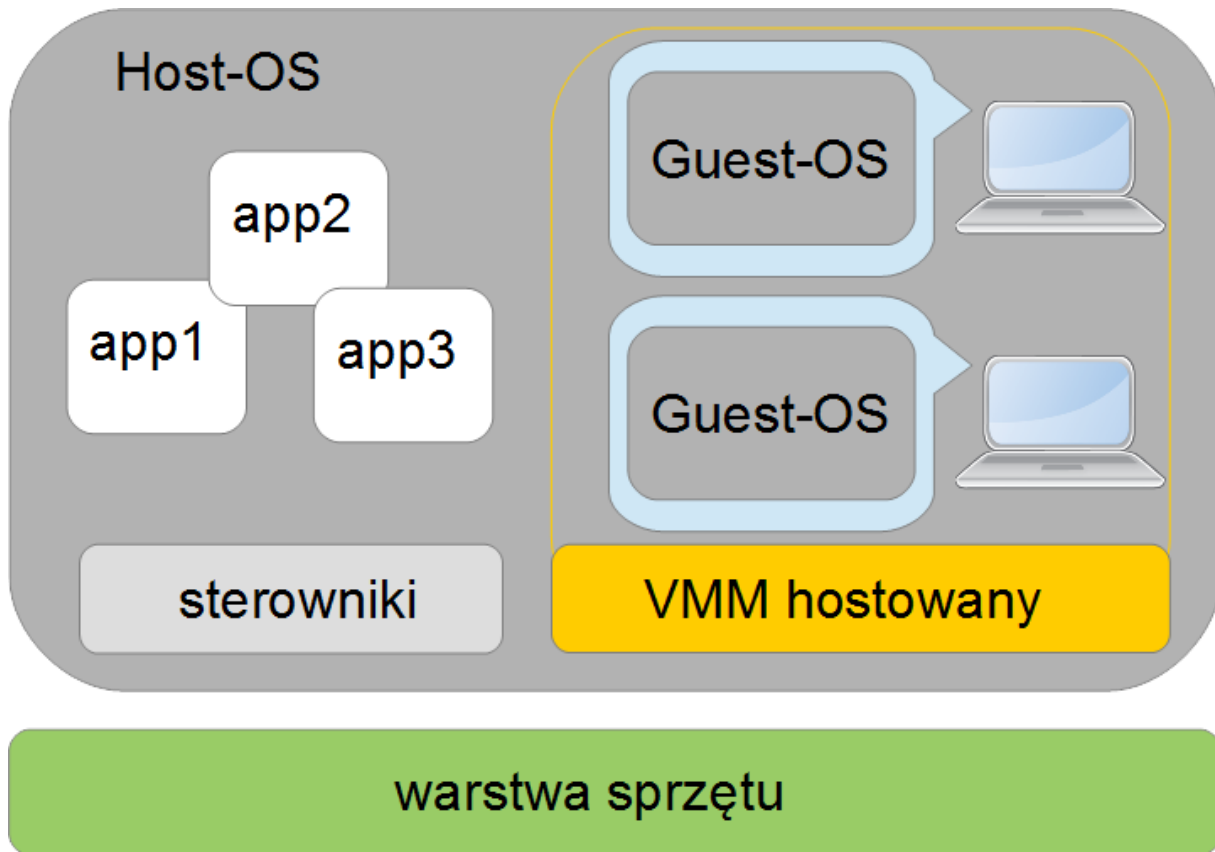 Host-OS
app2
app1
app3
Guest-OS
Guest-OS
sterowniki
VMM hostowany
warstwa sprzętu